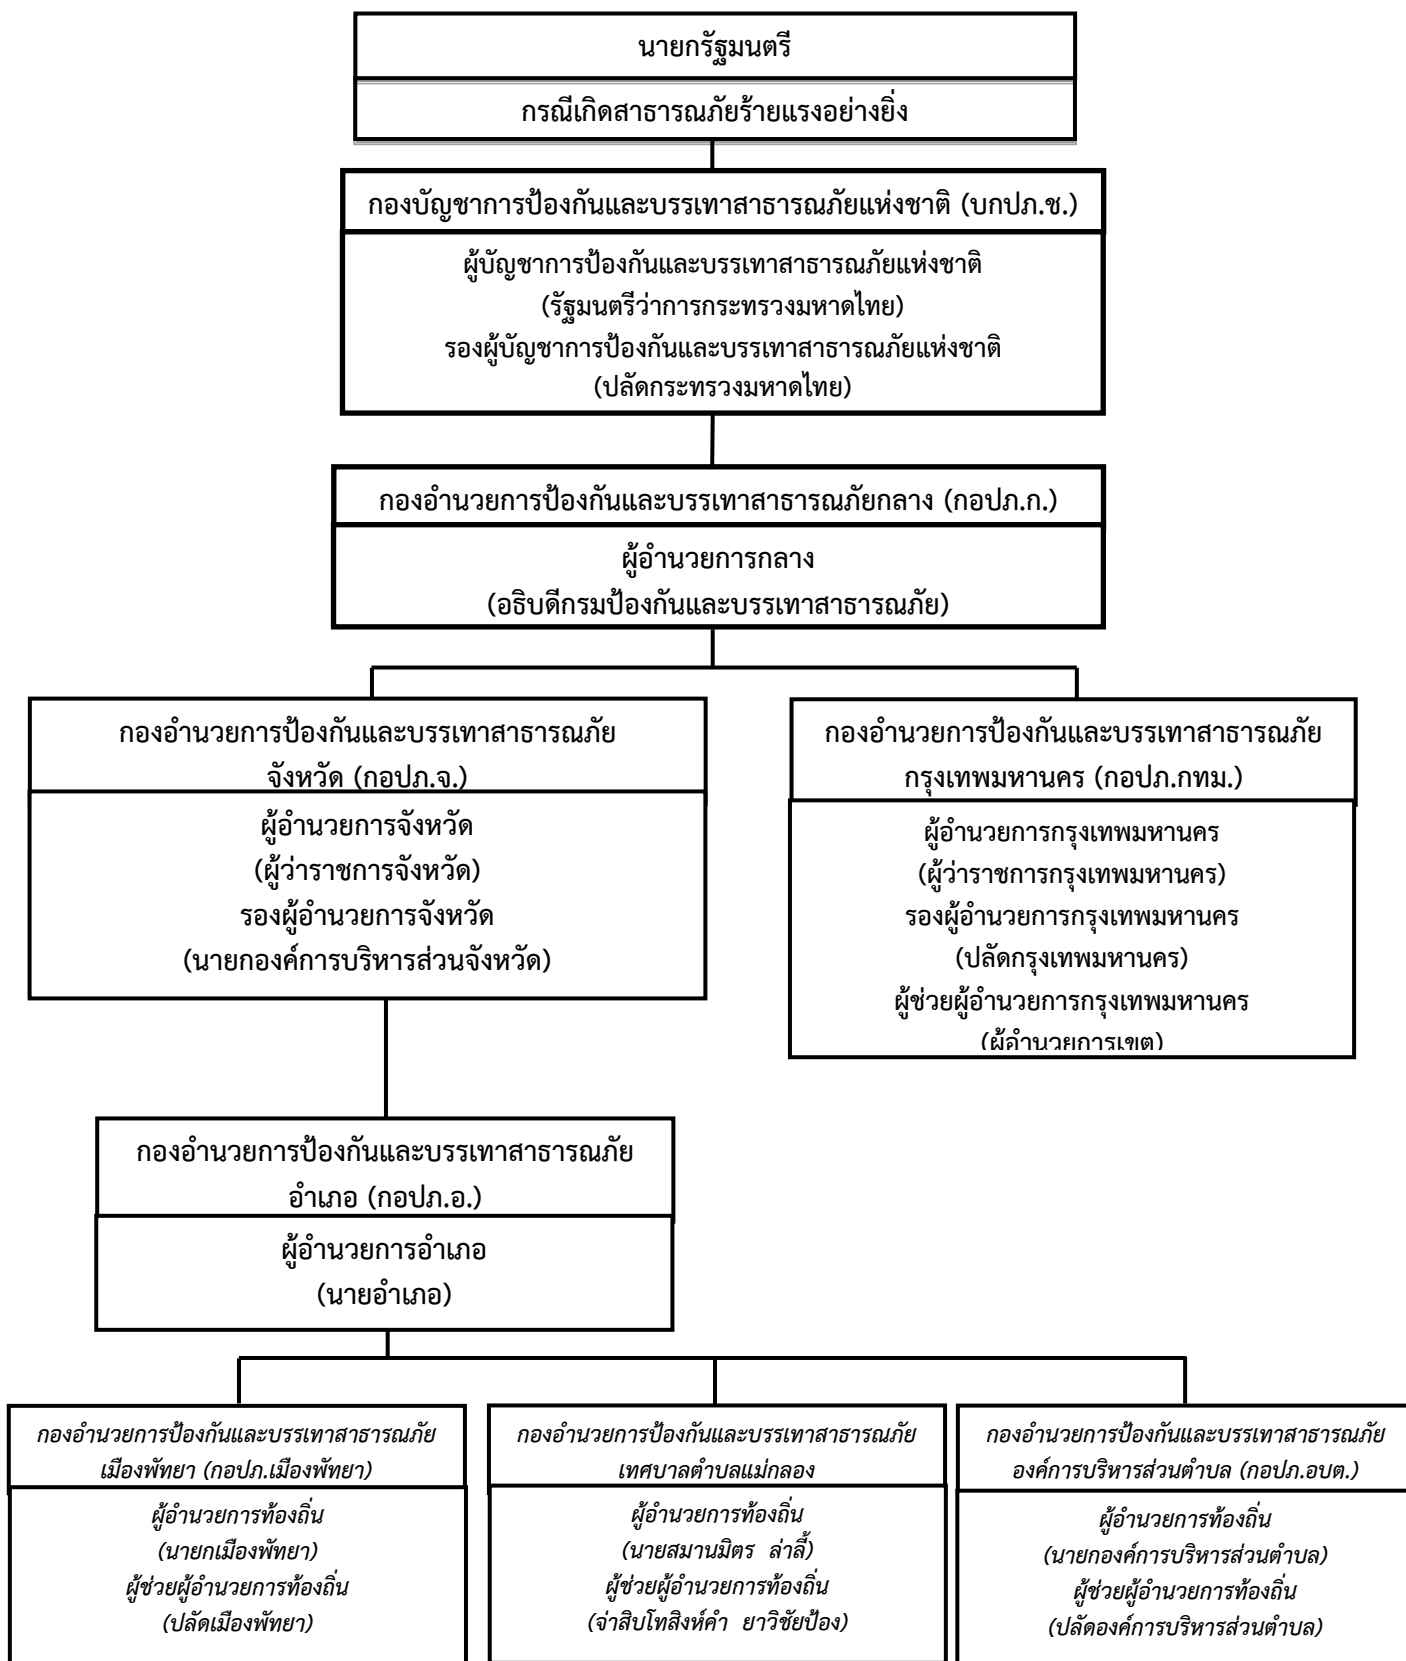 นายกรัฐมนตรี
กรณีเกิดสาธารณภัยร้ายแรงอย่างยิ่ง
กองบัญชาการป้องกันและบรรเทาสาธารณภัยแห่งชาติ (บกปภ.ช.)
ผู้บัญชาการป้องกันและบรรเทาสาธารณภัยแห่งชาติ
(รัฐมนตรีว่าการกระทรวงมหาดไทย)
รองผู้บัญชาการป้องกันและบรรเทาสาธารณภัยแห่งชาติ
(ปลัดกระทรวงมหาดไทย)
กองอำนวยการป้องกันและบรรเทาสาธารณภัยกลาง (กอปภ.ก.)
ผู้อำนวยการกลาง
(อธิบดีกรมป้องกันและบรรเทาสาธารณภัย)
กองอำนวยการป้องกันและบรรเทาสาธารณภัย
จังหวัด (กอปภ.จ.)
ผู้อำนวยการจังหวัด
(ผู้ว่าราชการจังหวัด)
รองผู้อำนวยการจังหวัด
(นายกองค์การบริหารส่วนจังหวัด)
กองอำนวยการป้องกันและบรรเทาสาธารณภัย
กรุงเทพมหานคร (กอปภ.กทม.)
ผู้อำนวยการกรุงเทพมหานคร
(ผู้ว่าราชการกรุงเทพมหานคร)
รองผู้อำนวยการกรุงเทพมหานคร
(ปลัดกรุงเทพมหานคร)
ผู้ช่วยผู้อำนวยการกรุงเทพมหานคร
(ผู้อำนวยการเขต)
กองอำนวยการป้องกันและบรรเทาสาธารณภัย
อำเภอ (กอปภ.อ.)
ผู้อำนวยการอำเภอ
(นายอำเภอ)
กองอำนวยการป้องกันและบรรเทาสาธารณภัย
เมืองพัทยา (กอปภ.เมืองพัทยา)
ผู้อำนวยการท้องถิ่น
(นายกเมืองพัทยา)
ผู้ช่วยผู้อำนวยการท้องถิ่น
(ปลัดเมืองพัทยา)
กองอำนวยการป้องกันและบรรเทาสาธารณภัย
เทศบาลตำบลแม่กลอง
ผู้อำนวยการท้องถิ่น
(นายสมานมิตร ล่าลี้)
ผู้ช่วยผู้อำนวยการท้องถิ่น
(จ่าสิบโทสิงห์คำ ยาวิชัยป้อง)
กองอำนวยการป้องกันและบรรเทาสาธารณภัย
องค์การบริหารส่วนตำบล (กอปภ.อบต.)
ผู้อำนวยการท้องถิ่น
(นายกองค์การบริหารส่วนตำบล)
ผู้ช่วยผู้อำนวยการท้องถิ่น
(ปลัดองค์การบริหารส่วนตำบล)